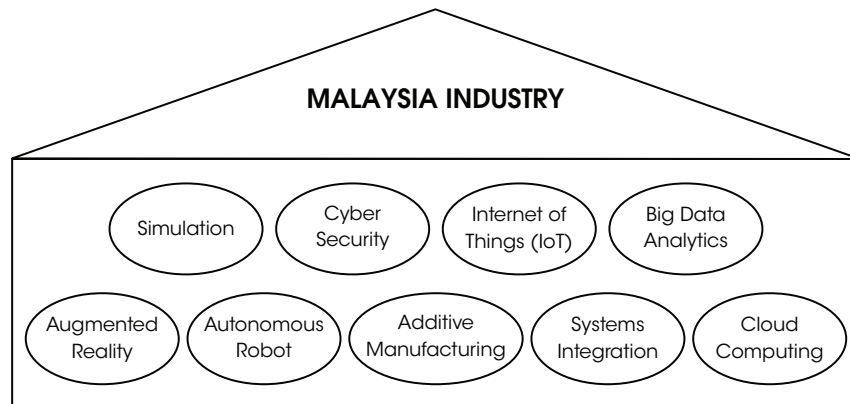 MALAYSIA INDUSTRY
Simulation
Cyber
Security
Internet of
Things (IoT)
Big Data
Analytics
Augmented
Reality
Autonomous
Robot
Additive
Manufacturing
Systems
Integration
Cloud
Computing